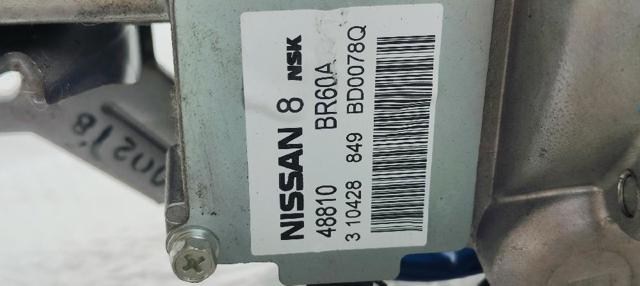 NISSAN 8 NSK
48810 BR60A
3 10428 849 BD0078Q